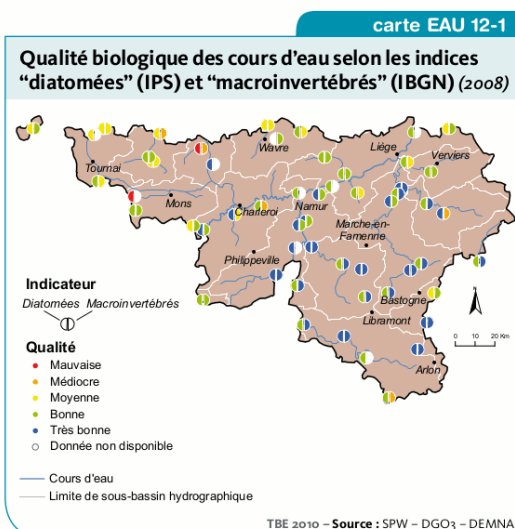 carte EAU 12-1
Qualité biologique des cours d'eau selon les indices
“diatomées” (IPS) et “macroinvertébrés” (IBGN) (2008)
Wavre
Liège
Verviers
Tournai
Mons
Charleroi
Namur
Marche-en-
Famenne
Philippeville
Bastogne
Libramont
Arlon
0 10 20 Km
Indicateur
Diatomées Macroinvertébrés
Qualité
Mauvaise
Médiocre
Moyenne
Bonne
Très bonne
Donnée non disponible
Cours d'eau
Limite de sous-bassin hydrographique
TBE 2010 – Source : SPW – DGO3 – DEMNA